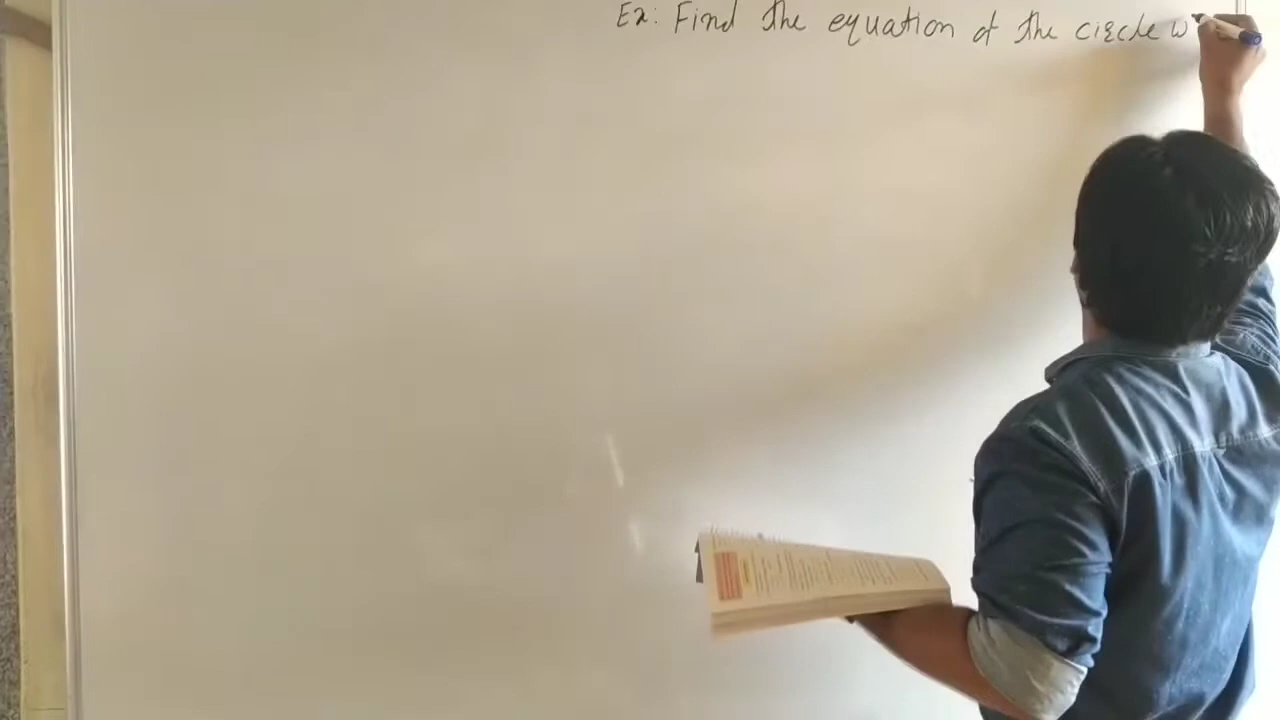 Ex: Find the equation of the circle w